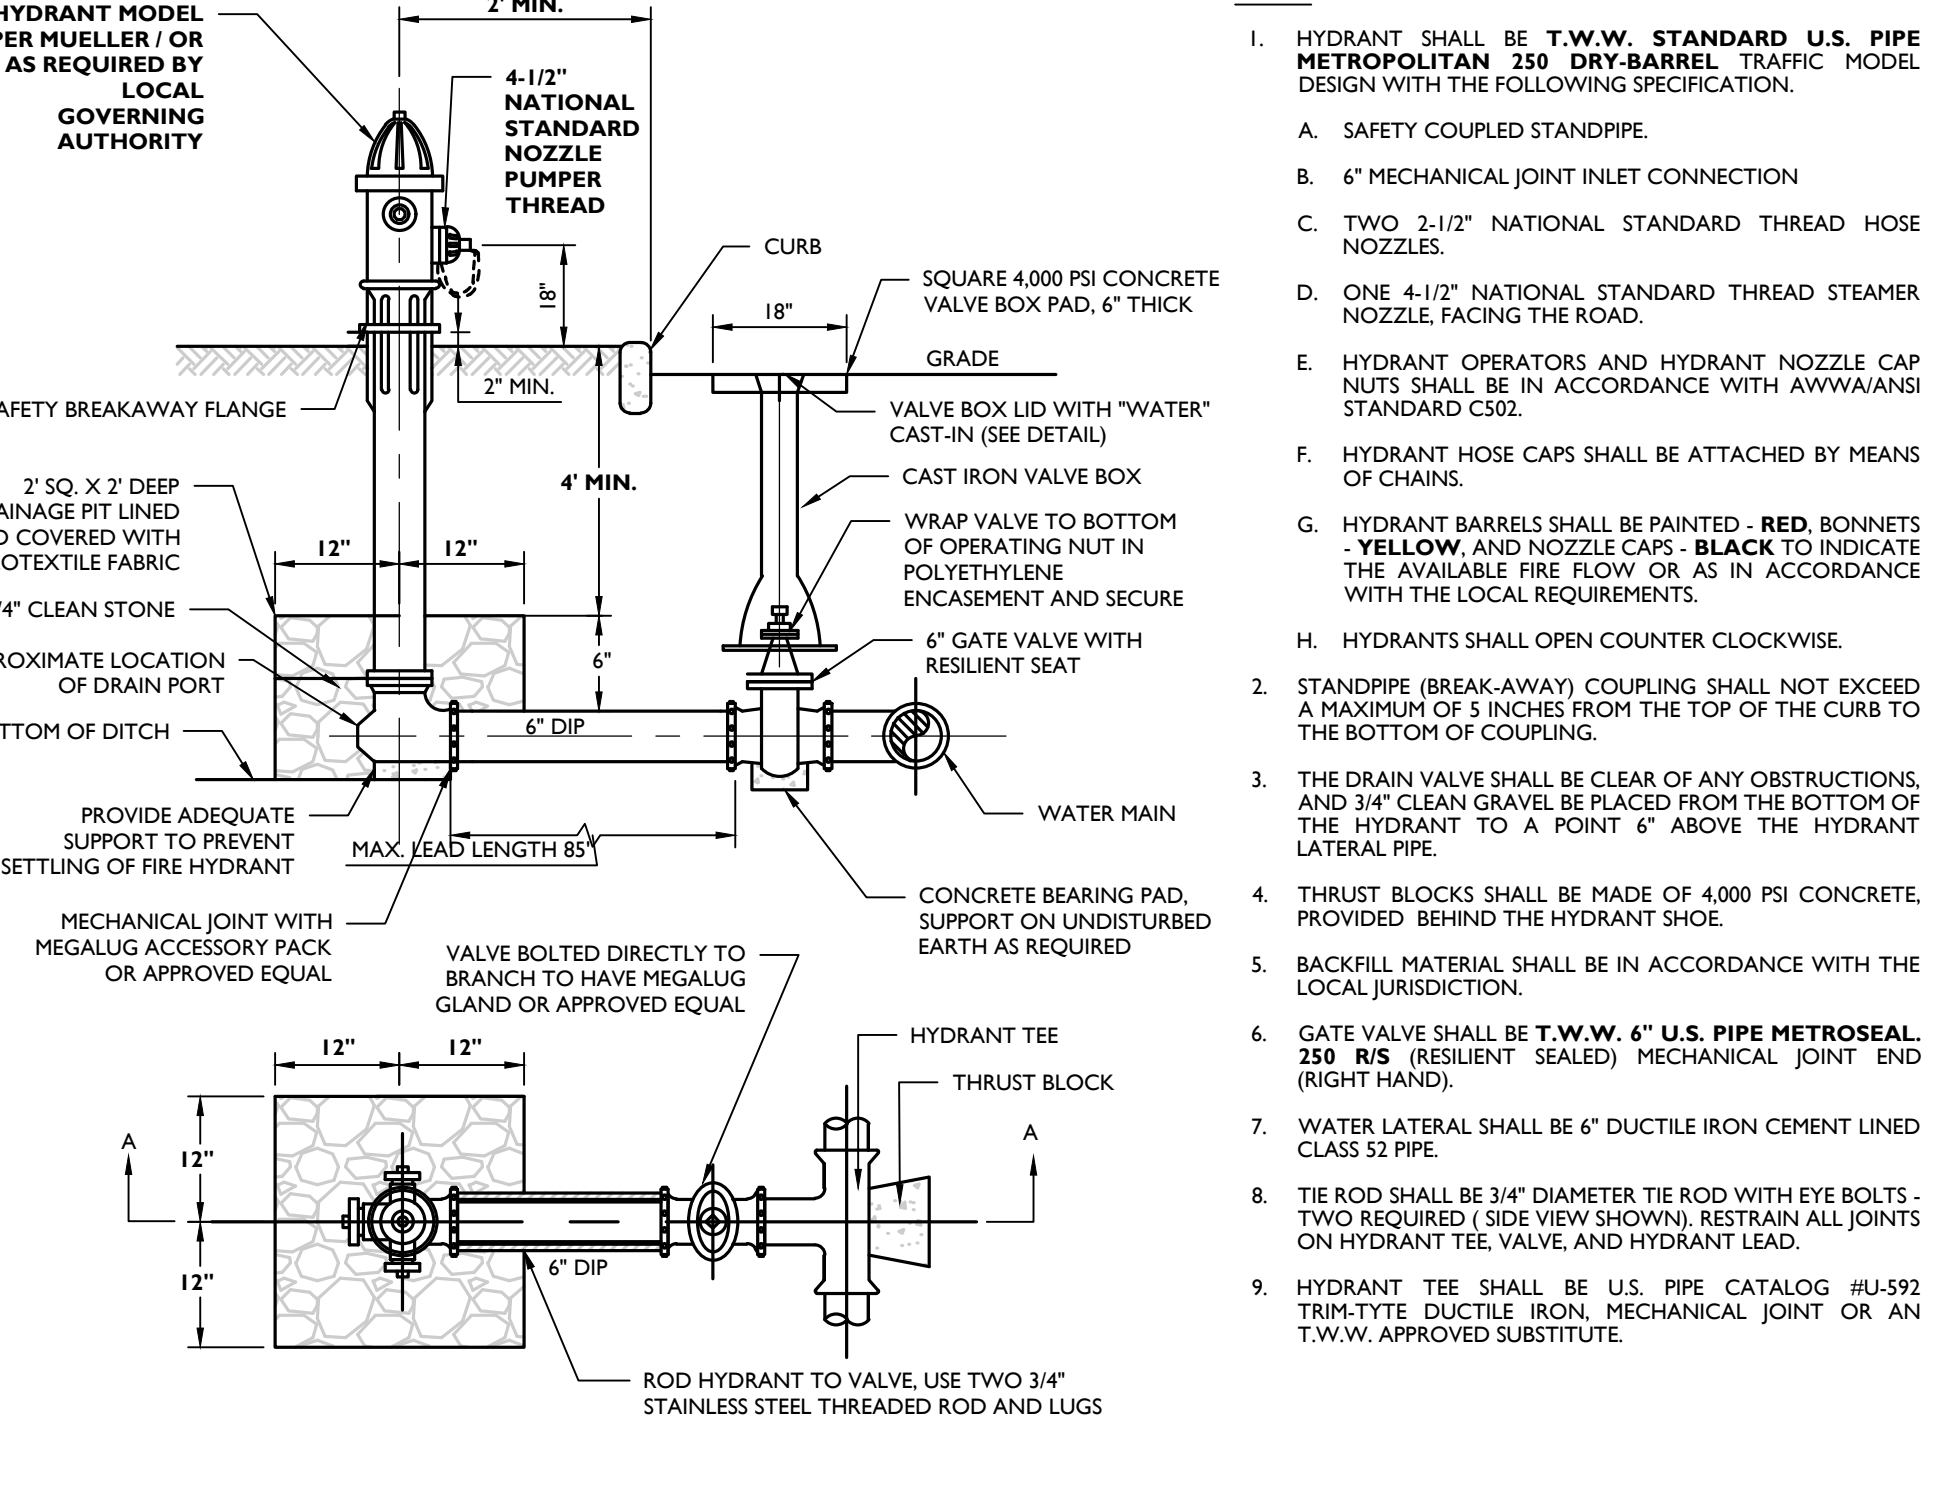 HYDRANT MODEL
PER MUELLER / OR
AS REQUIRED BY
LOCAL
GOVERNING
AUTHORITY
2' MIN.
4-1/2"
NATIONAL
STANDARD
NOZZLE
PUMPER
THREAD
CURB
18"
SQUARE 4,000 PSI CONCRETE
VALVE BOX PAD, 6" THICK
18"
GRADE
2" MIN.
SAFETY BREAKAWAY FLANGE
VALVE BOX LID WITH "WATER"
CAST-IN (SEE DETAIL)
4' MIN.
CAST IRON VALVE BOX
2' SQ. X 2' DEEP
PIT LINED
COVERED WITH
FABRIC
12"
12"
WRAP VALVE TO BOTTOM
OF OPERATING NUT IN
POLYETHYLENE
ENCASEMENT AND SECURE
CLEAN STONE
6"
6" GATE VALVE WITH
RESILIENT SEAT
LOCATION
OF DRAIN PORT
OF DITCH
6" DIP
WATER MAIN
PROVIDE ADEQUATE
SUPPORT TO PREVENT
SETTLING OF FIRE HYDRANT
MAX. LEAD LENGTH 85'
CONCRETE BEARING PAD,
SUPPORT ON UNDISTURBED
EARTH AS REQUIRED
MECHANICAL JOINT WITH
MEGALUG ACCESSORY PACK
OR APPROVED EQUAL
VALVE BOLTED DIRECTLY TO
BRANCH TO HAVE MEGALUG
GLAND OR APPROVED EQUAL
12"
12"
HYDRANT TEE
THRUST BLOCK
A
A
12"
12"
6" DIP
ROD HYDRANT TO VALVE, USE TWO 3/4"
STAINLESS STEEL THREADED ROD AND LUGS
1. HYDRANT SHALL BE T.W.W. STANDARD U.S. PIPE
METROPOLITAN 250 DRY-BARREL TRAFFIC MODEL
DESIGN WITH THE FOLLOWING SPECIFICATION.
A. SAFETY COUPLED STANDPIPE.
B. 6" MECHANICAL JOINT INLET CONNECTION
C. TWO 2-1/2" NATIONAL STANDARD THREAD HOSE
NOZZLES.
D. ONE 4-1/2" NATIONAL STANDARD THREAD STEAMER
NOZZLE, FACING THE ROAD.
E. HYDRANT OPERATORS AND HYDRANT NOZZLE CAP
NUTS SHALL BE IN ACCORDANCE WITH AWWA/ANSI
STANDARD C502.
F. HYDRANT HOSE CAPS SHALL BE ATTACHED BY MEANS
OF CHAINS.
G. HYDRANT BARRELS SHALL BE PAINTED - RED, BONNETS
- YELLOW, AND NOZZLE CAPS - BLACK TO INDICATE
THE AVAILABLE FIRE FLOW OR AS IN ACCORDANCE
WITH THE LOCAL REQUIREMENTS.
H. HYDRANTS SHALL OPEN COUNTER CLOCKWISE.
2. STANDPIPE (BREAK-AWAY) COUPLING SHALL NOT EXCEED
A MAXIMUM OF 5 INCHES FROM THE TOP OF THE CURB TO
THE BOTTOM OF COUPLING.
3. THE DRAIN VALVE SHALL BE CLEAR OF ANY OBSTRUCTIONS,
AND 3/4" CLEAN GRAVEL BE PLACED FROM THE BOTTOM OF
THE HYDRANT TO A POINT 6" ABOVE THE HYDRANT
LATERAL PIPE.
4. THRUST BLOCKS SHALL BE MADE OF 4,000 PSI CONCRETE,
PROVIDED BEHIND THE HYDRANT SHOE.
5. BACKFILL MATERIAL SHALL BE IN ACCORDANCE WITH THE
LOCAL JURISDICTION.
6. GATE VALVE SHALL BE T.W.W. 6" U.S. PIPE METROSEAL.
250 R/S (RESILIENT SEALED) MECHANICAL JOINT END
(RIGHT HAND).
7. WATER LATERAL SHALL BE 6" DUCTILE IRON CEMENT LINED
CLASS 52 PIPE.
8. TIE ROD SHALL BE 3/4" DIAMETER TIE ROD WITH EYE BOLTS -
TWO REQUIRED ( SIDE VIEW SHOWN). RESTRAIN ALL JOINTS
ON HYDRANT TEE, VALVE, AND HYDRANT LEAD.
9. HYDRANT TEE SHALL BE U.S. PIPE CATALOG #U-592
TRIM-TYTE DUCTILE IRON, MECHANICAL JOINT OR AN
T.W.W. APPROVED SUBSTITUTE.